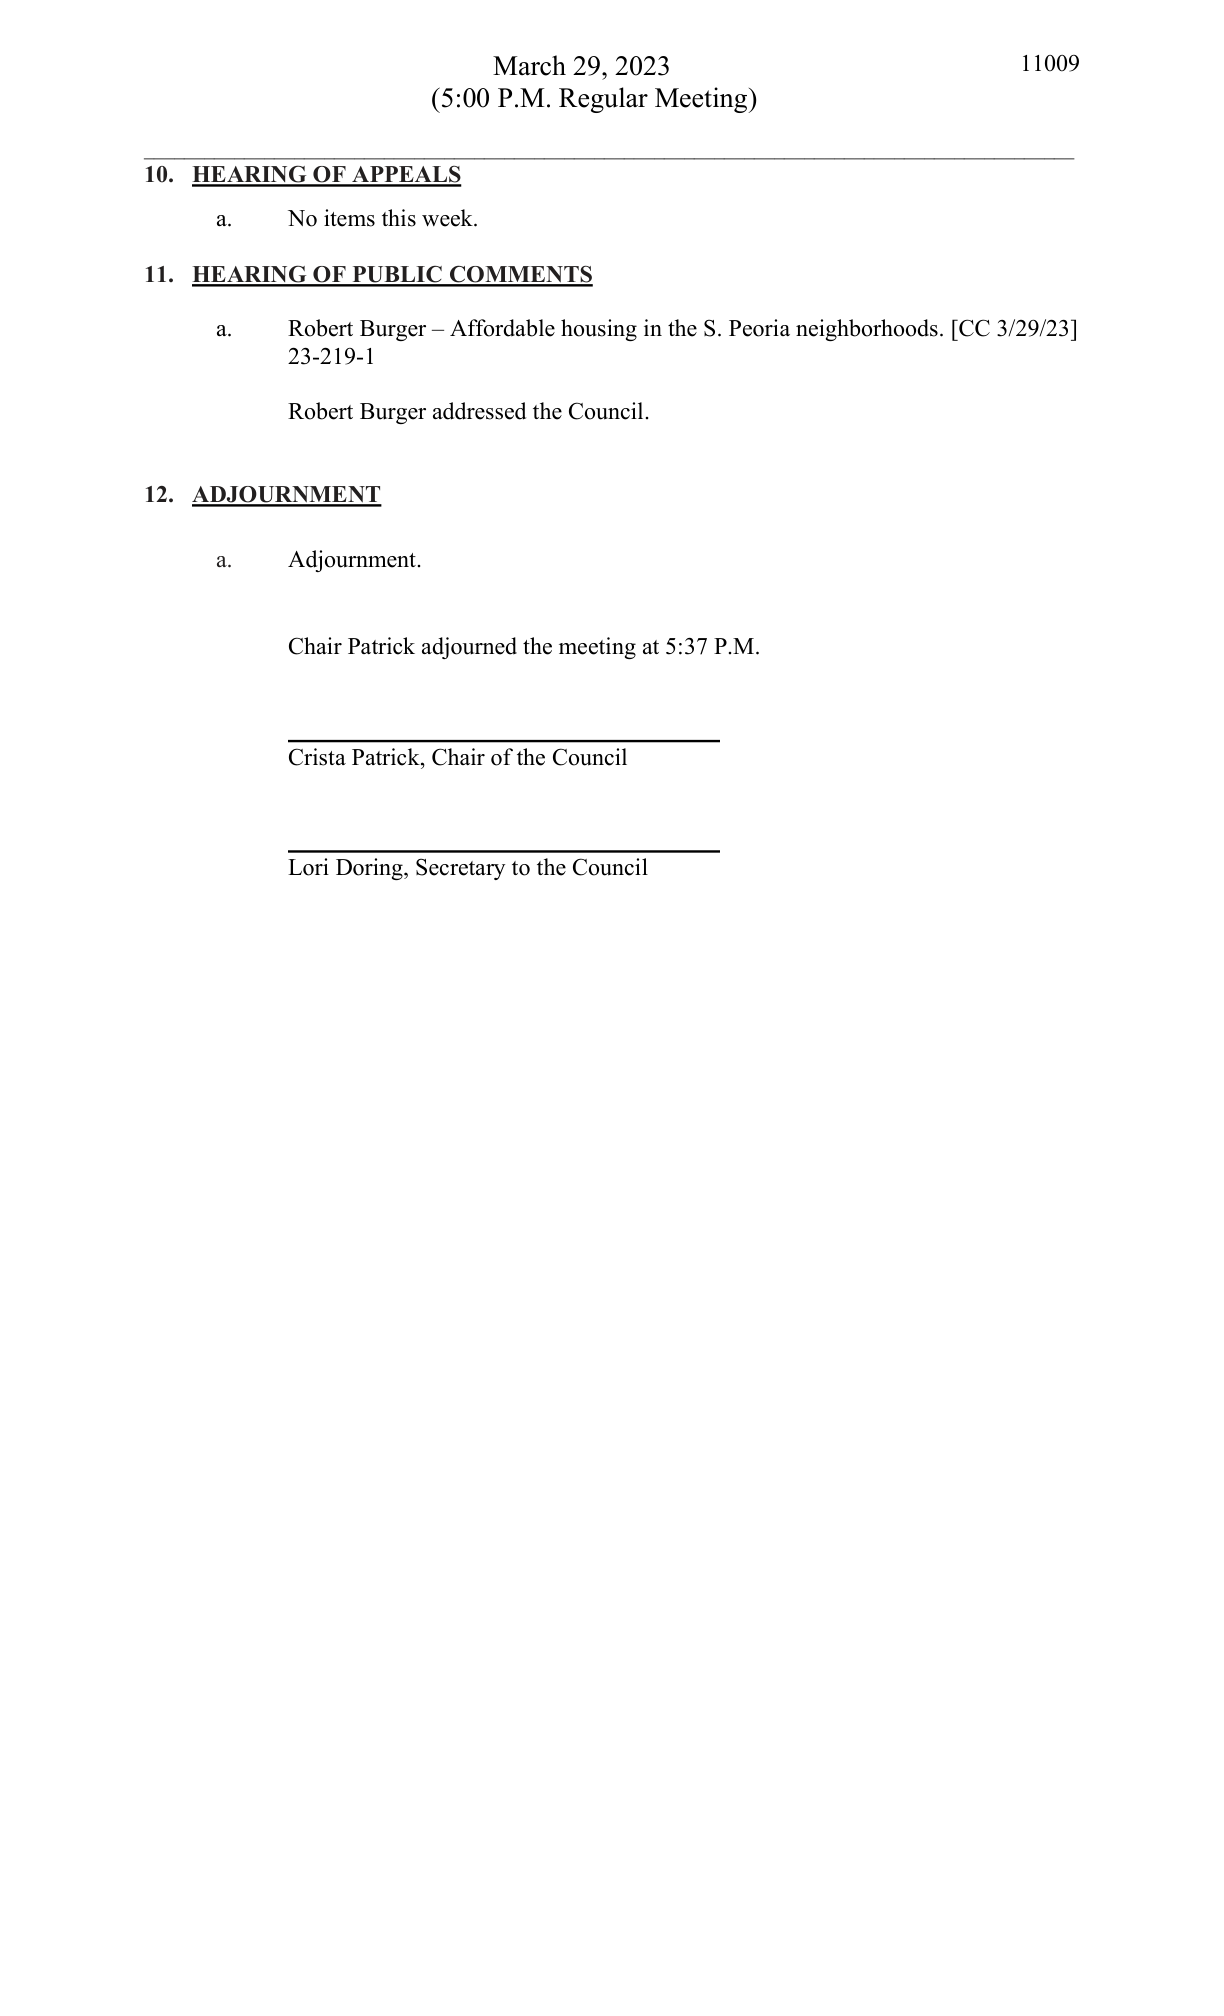 March 29, 2023
11009
(5:00 P.M. Regular Meeting)
10. HEARING OF APPEALS
a. No items this week.
11. HEARING OF PUBLIC COMMENTS
a. Robert Burger – Affordable housing in the S. Peoria neighborhoods. [CC 3/29/23]
23-219-1
Robert Burger addressed the Council.
12. ADJOURNMENT
a. Adjournment.
Chair Patrick adjourned the meeting at 5:37 P.M.
Crista Patrick, Chair of the Council
Lori Doring, Secretary to the Council